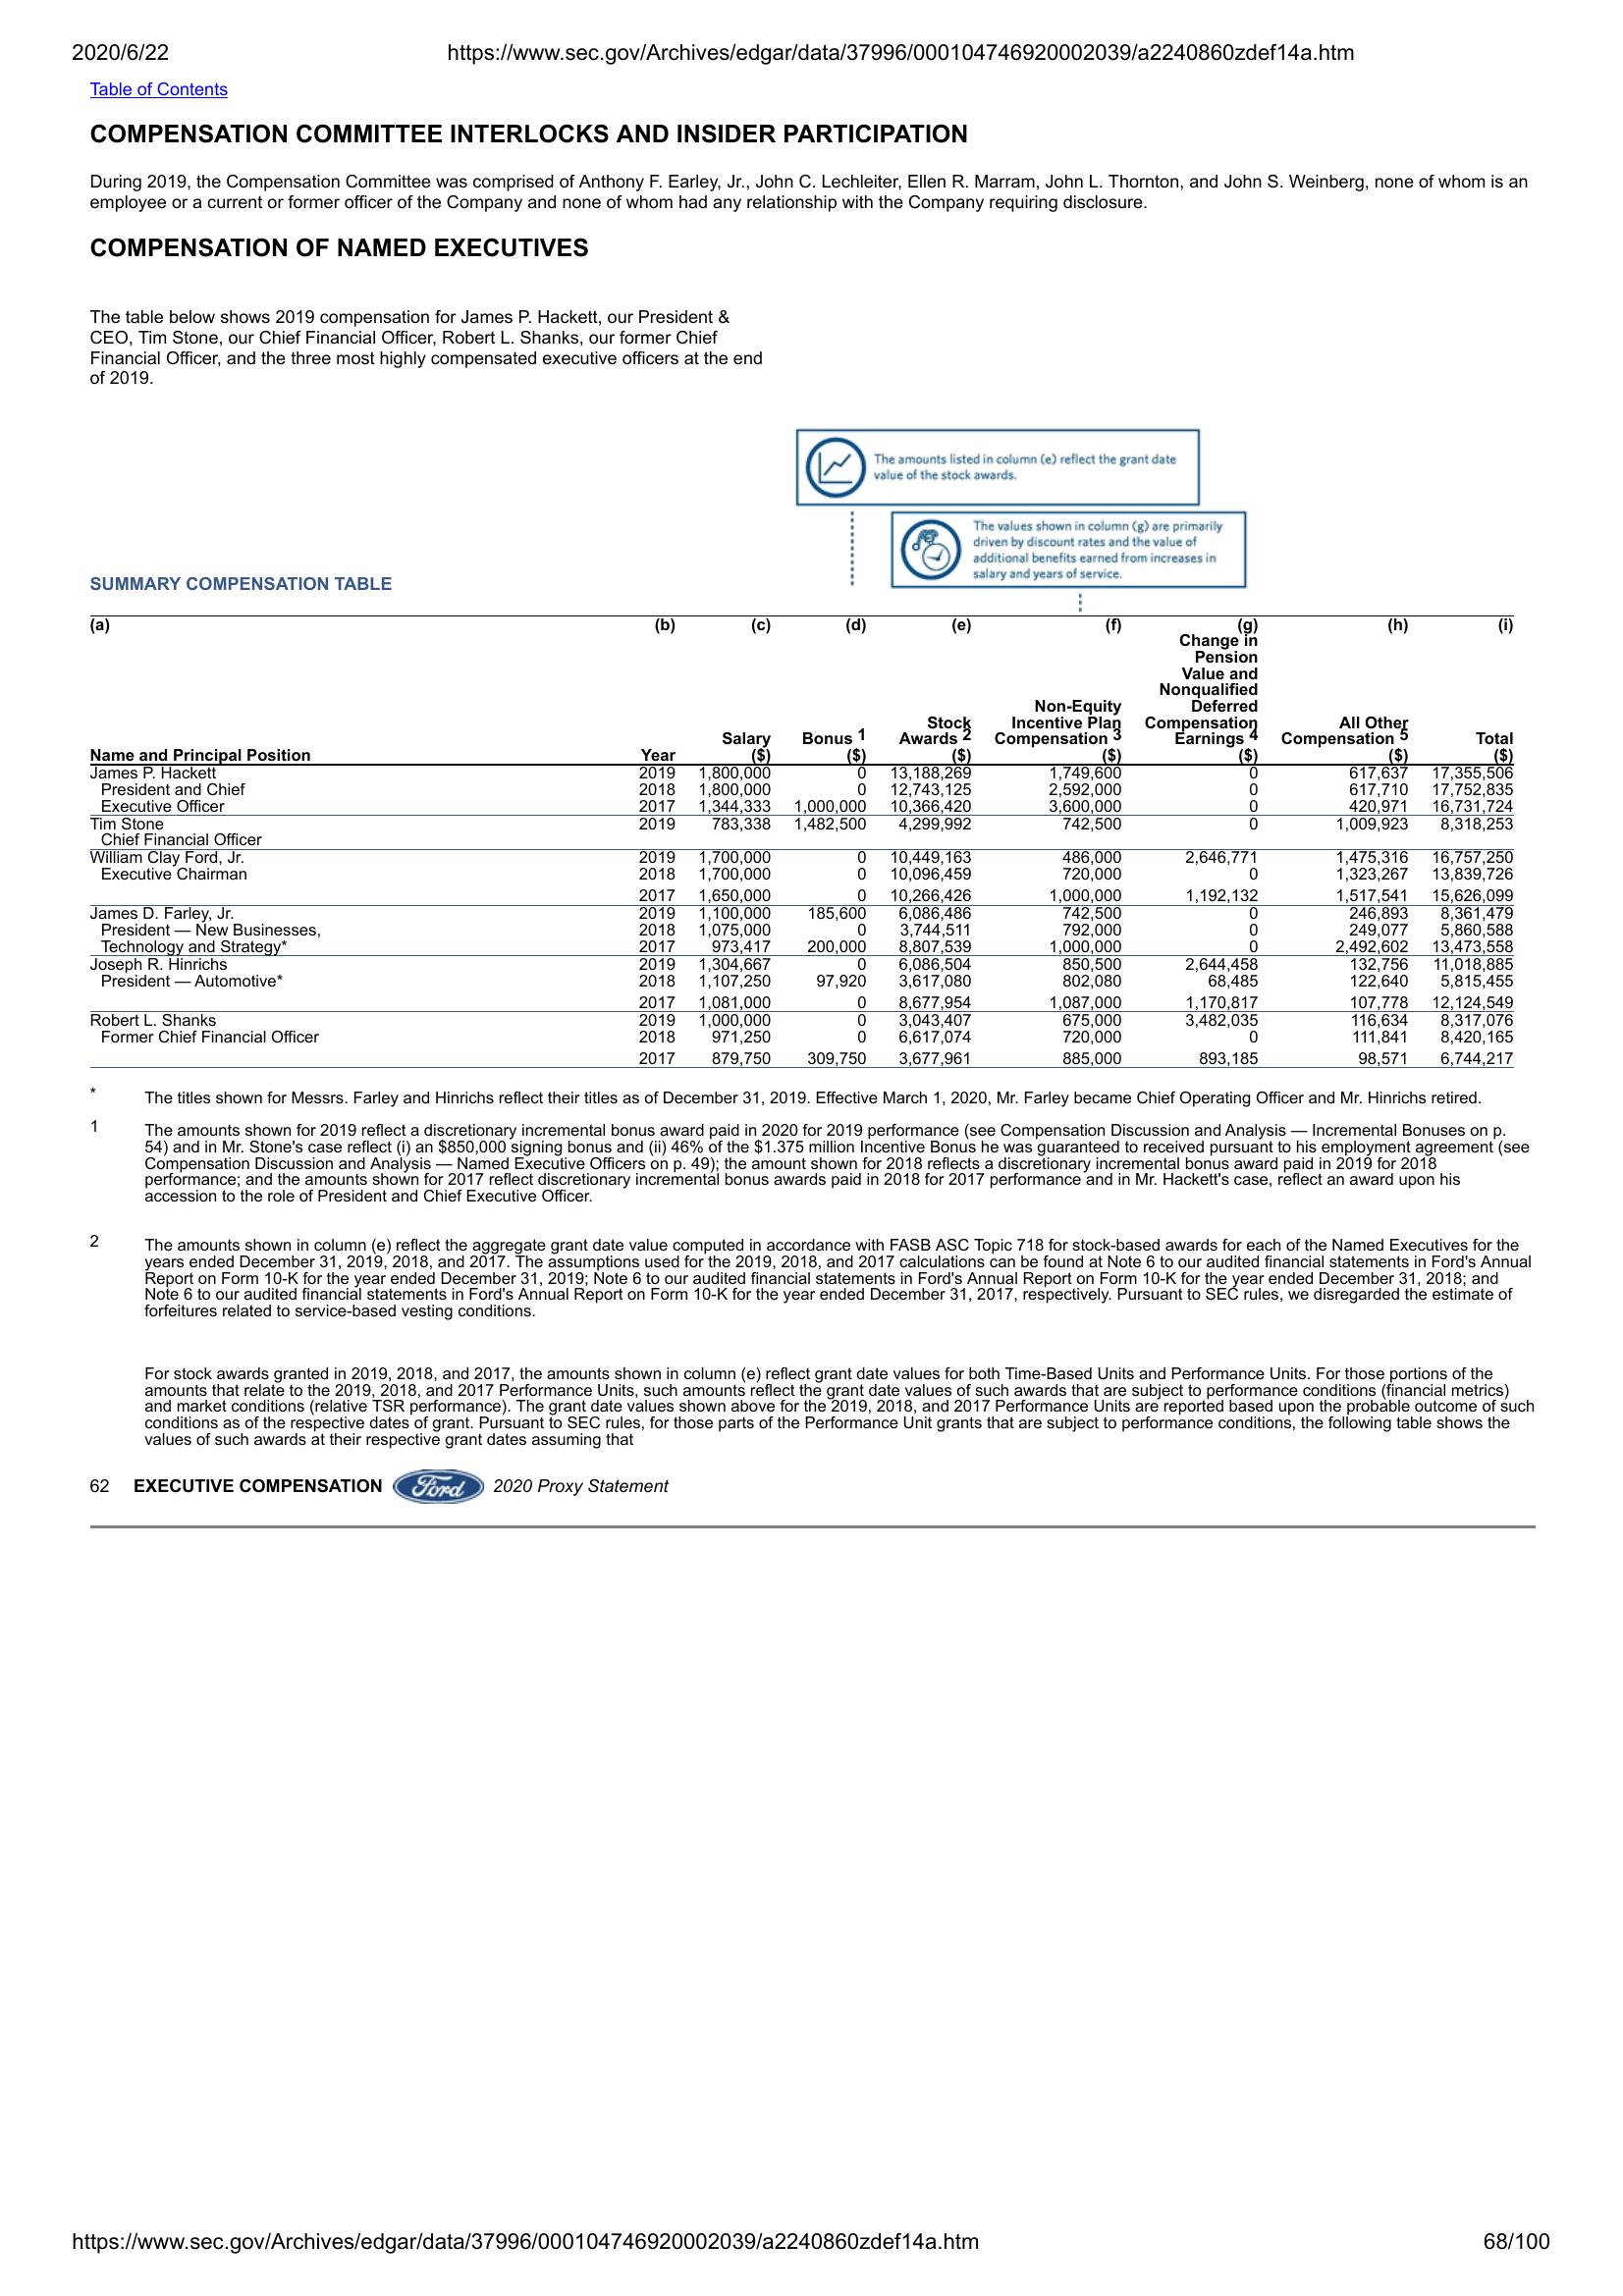 2020/6/22 https://www.sec.gov/Archives/edgar/data/37996/000104746920002039/a2240860zdef14a.htm
Table of Contents
COMPENSATION COMMITTEE INTERLOCKS AND INSIDER PARTICIPATION
During 2019, the Compensation Committee was comprised of Anthony F. Earley, Jr., John C. Lechleiter, Ellen R. Marram, John L. Thornton, and John S. Weinberg, none of whom is an
employee or a current or former officer of the Company and none of whom had any relationship with the Company requiring disclosure.
COMPENSATION OF NAMED EXECUTIVES
The table below shows 2019 compensation for James P. Hackett, our President &
CEO, Tim Stone, our Chief Financial Officer, Robert L. Shanks, our former Chief
Financial Officer, and the three most highly compensated executive officers at the end
of 2019.
The amounts listed in column (e) reflect the grant date
value of the stock awards.
The values shown in column (g) are primarily
driven by discount rates and the value of
additional benefits earned from increases in
salary and years of service.
SUMMARY COMPENSATION TABLE
(a) (b) (c) (d) (e) (f) (g) (h) (i)
Change in
Pension
Value and
Nonqualified
Non-Equity Deferred
Stock Incentive Plan Compensation All Other
Salary Bonus 1 Awards 2 Compensation 3 Earnings 4 Compensation 5 Total
Name and Principal Position Year ($) ($) ($) ($) ($) ($) ($)
James P. Hackett 2019 1,800,000 0 13,188,269 1,749,600 0 617,637 17,355,506
President and Chief 2018 1,800,000 0 12,743,125 2,592,000 0 617,710 17,752,835
Executive Officer 2017 1,344,333 1,000,000 10,366,420 3,600,000 0 420,971 16,731,724
Tim Stone 2019 783,338 1,482,500 4,299,992 742,500 0 1,009,923 8,318,253
Chief Financial Officer
William Clay Ford, Jr. 2019 1,700,000 0 10,449,163 486,000 2,646,771 1,475,316 16,757,250
Executive Chairman 2018 1,700,000 0 10,096,459 720,000 0 1,323,267 13,839,726
2017 1,650,000 0 10,266,426 1,000,000 1,192,132 1,517,541 15,626,099
James D. Farley, Jr. 2019 1,100,000 185,600 6,086,486 742,500 0 246,893 8,361,479
President — New Businesses, 2018 1,075,000 0 3,744,511 792,000 0 249,077 5,860,588
Technology and Strategy* 2017 973,417 200,000 8,807,539 1,000,000 0 2,492,602 13,473,558
Joseph R. Hinrichs 2019 1,304,667 0 6,086,504 850,500 2,644,458 132,756 11,018,885
President — Automotive* 2018 1,107,250 97,920 3,617,080 802,080 68,485 122,640 5,815,455
2017 1,081,000 0 8,677,954 1,087,000 1,170,817 107,778 12,124,549
Robert L. Shanks 2019 1,000,000 0 3,043,407 675,000 3,482,035 116,634 8,317,076
Former Chief Financial Officer 2018 971,250 0 6,617,074 720,000 0 111,841 8,420,165
2017 879,750 309,750 3,677,961 885,000 893,185 98,571 6,744,217
* The titles shown for Messrs. Farley and Hinrichs reflect their titles as of December 31, 2019. Effective March 1, 2020, Mr. Farley became Chief Operating Officer and Mr. Hinrichs retired.
1 The amounts shown for 2019 reflect a discretionary incremental bonus award paid in 2020 for 2019 performance (see Compensation Discussion and Analysis — Incremental Bonuses on p.
54) and in Mr. Stone's case reflect (i) an $850,000 signing bonus and (ii) 46% of the $1.375 million Incentive Bonus he was guaranteed to received pursuant to his employment agreement (see
Compensation Discussion and Analysis — Named Executive Officers on p. 49); the amount shown for 2018 reflects a discretionary incremental bonus award paid in 2019 for 2018
performance; and the amounts shown for 2017 reflect discretionary incremental bonus awards paid in 2018 for 2017 performance and in Mr. Hackett's case, reflect an award upon his
accession to the role of President and Chief Executive Officer.
2 The amounts shown in column (e) reflect the aggregate grant date value computed in accordance with FASB ASC Topic 718 for stock-based awards for each of the Named Executives for the
years ended December 31, 2019, 2018, and 2017. The assumptions used for the 2019, 2018, and 2017 calculations can be found at Note 6 to our audited financial statements in Ford's Annual
Report on Form 10-K for the year ended December 31, 2019; Note 6 to our audited financial statements in Ford's Annual Report on Form 10-K for the year ended December 31, 2018; and
Note 6 to our audited financial statements in Ford's Annual Report on Form 10-K for the year ended December 31, 2017, respectively. Pursuant to SEC rules, we disregarded the estimate of
forfeitures related to service-based vesting conditions.
For stock awards granted in 2019, 2018, and 2017, the amounts shown in column (e) reflect grant date values for both Time-Based Units and Performance Units. For those portions of the
amounts that relate to the 2019, 2018, and 2017 Performance Units, such amounts reflect the grant date values of such awards that are subject to performance conditions (financial metrics)
and market conditions (relative TSR performance). The grant date values shown above for the 2019, 2018, and 2017 Performance Units are reported based upon the probable outcome of such
conditions as of the respective dates of grant. Pursuant to SEC rules, for those parts of the Performance Unit grants that are subject to performance conditions, the following table shows the
values of such awards at their respective grant dates assuming that
62 EXECUTIVE COMPENSATION Ford 2020 Proxy Statement
https://www.sec.gov/Archives/edgar/data/37996/000104746920002039/a2240860zdef14a.htm 68/100